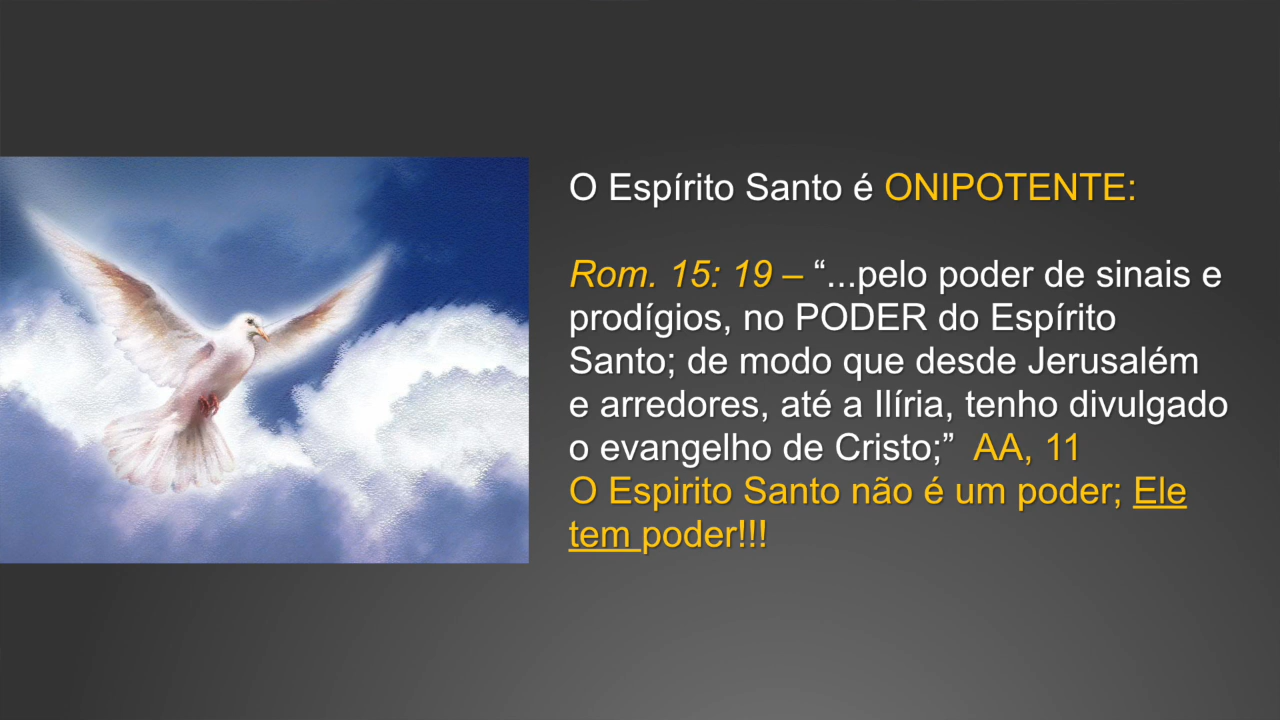 O Espírito Santo é ONIPOTENTE:
Rom. 15: 19 – “...pelo poder de sinais e
prodígios, no PODER do Espírito
Santo; de modo que desde Jerusalém
e arredores, até a Ilíria, tenho divulgado
o evangelho de Cristo;” AA, 11
O Espirito Santo não é um poder; Ele
tem poder!!!